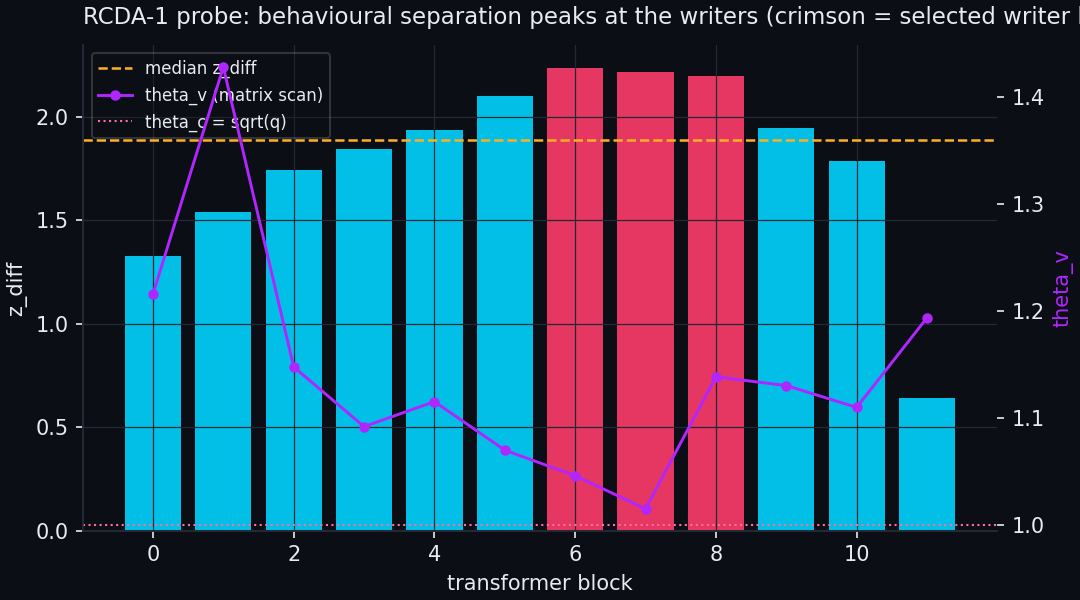 RCDA-1 probe: behavioural separation peaks at the writers (crimson = selected writer
median z_diff
theta_v (matrix scan)
theta_c = sqrt(q)
2.0
1.5
1.0
0.5
0.0
z_diff
1.4
1.3
1.2
1.1
1.0
theta_v
0 2 4 6 8 10
transformer block